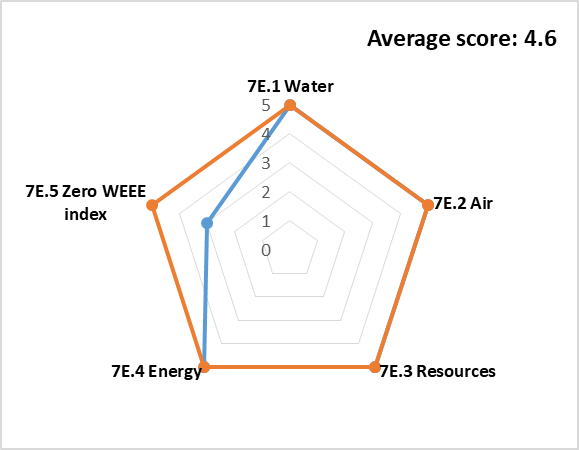 Average score: 4.6
7E.1 Water
5
4
3
2
1
0
7E.5 Zero WEEE
index
7E.2 Air
7E.4 Energy
7E.3 Resources